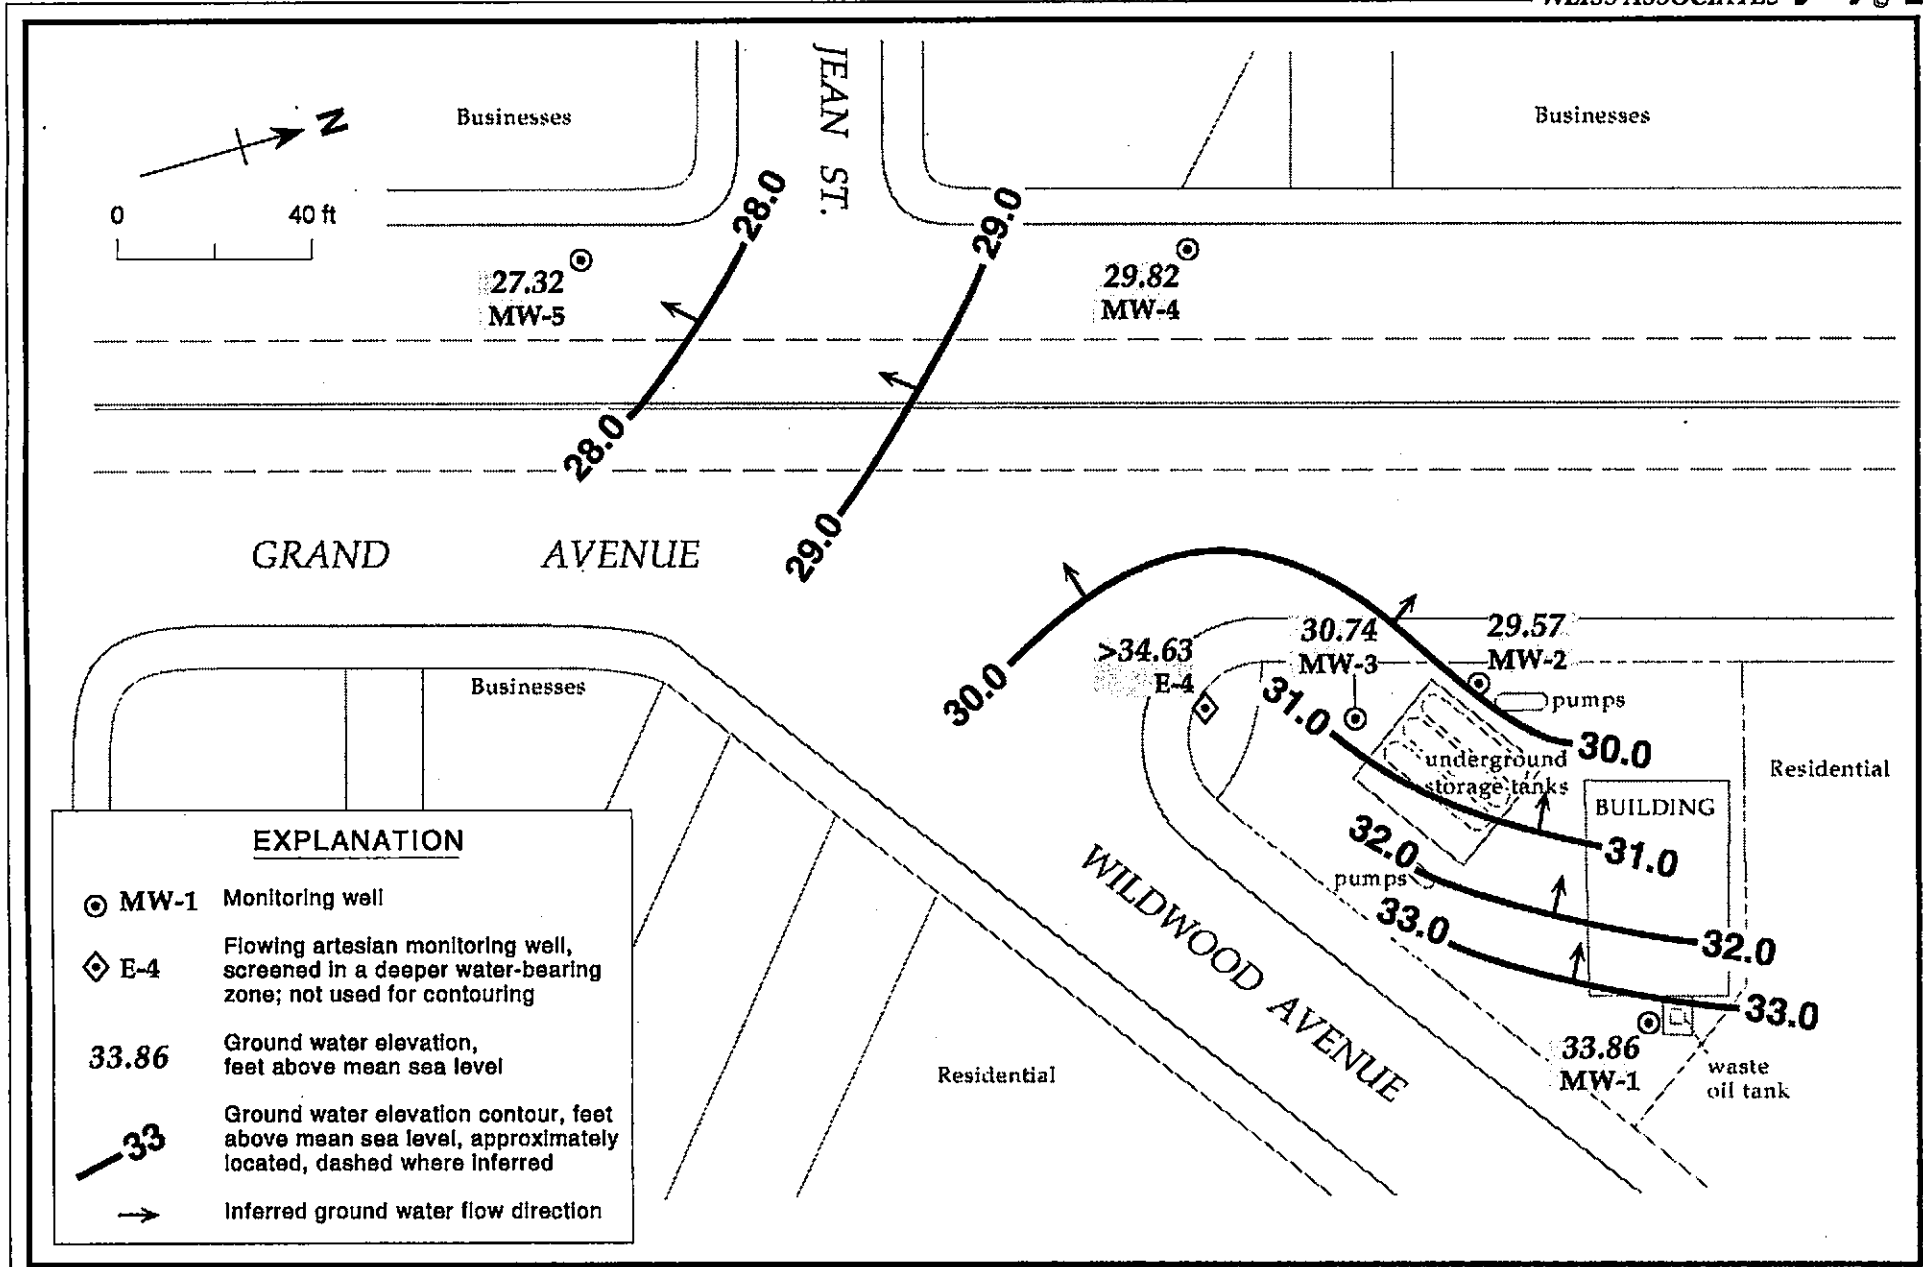 WEISS ASSOCIATES
JEAN ST.
Businesses
Businesses
N
0 40 ft
28.0
29.0
27.32
MW-5
29.82
MW-4
28.0
29.0
GRAND AVENUE
30.0
>34.63
E-4
30.74
MW-3
29.57
MW-2
31.0
pumps
30.0
underground
storage tanks
Residential
BUILDING
31.0
32.0
pumps
33.0
32.0
33.0
33.86
MW-1
waste
oil tank
WILDWOOD AVENUE
Businesses
Residential
EXPLANATION
MW-1 Monitoring well
E-4 Flowing artesian monitoring well,
screened in a deeper water-bearing
zone; not used for contouring
33.86 Ground water elevation,
feet above mean sea level
33 Ground water elevation contour, feet
above mean sea level, approximately
located, dashed where inferred
Inferred ground water flow direction